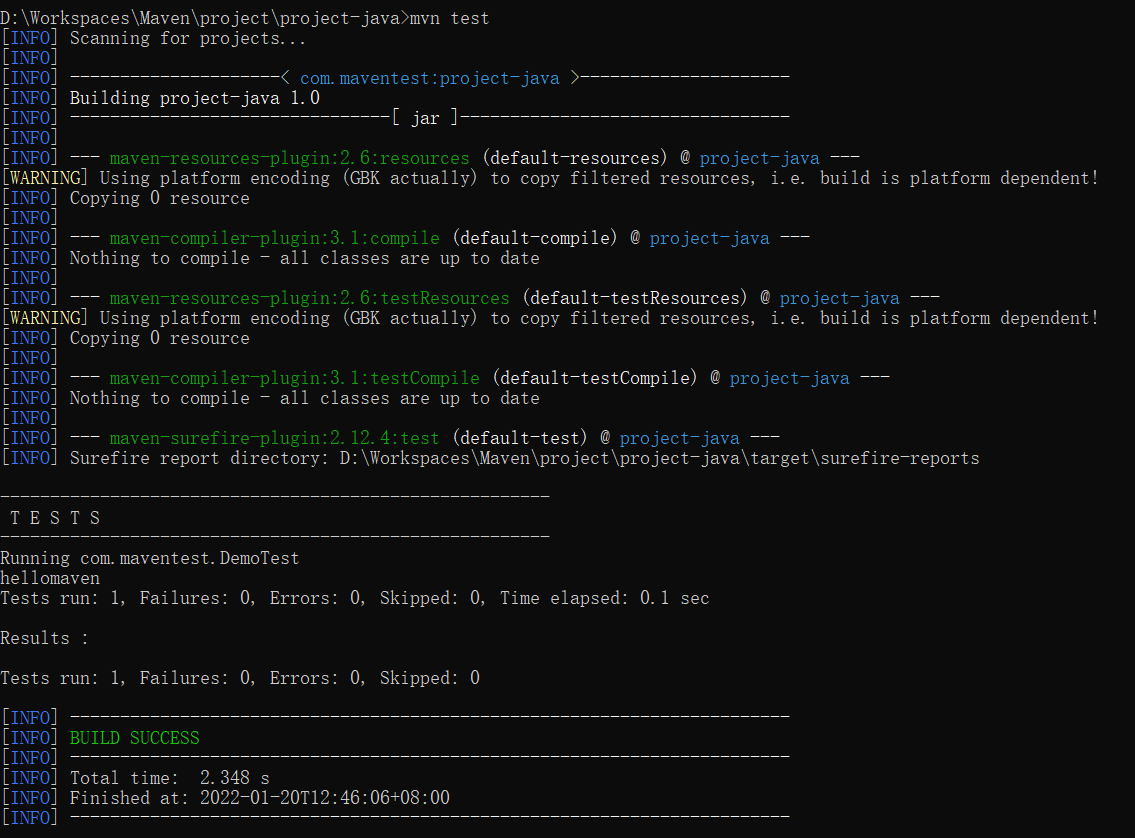 D:\Workspaces\Maven\project\project-java>mvn test
[INFO] Scanning for projects...
[INFO]
[INFO] ---------------------< com.maventest:project-java >---------------------
[INFO] Building project-java 1.0
[INFO] --------------------------------[ jar ]---------------------------------
[INFO]
[INFO] --- maven-resources-plugin:2.6:resources (default-resources) @ project-java ---
[WARNING] Using platform encoding (GBK actually) to copy filtered resources, i.e. build is platform dependent!
[INFO] Copying 0 resource
[INFO]
[INFO] --- maven-compiler-plugin:3.1:compile (default-compile) @ project-java ---
[INFO] Nothing to compile - all classes are up to date
[INFO]
[INFO] --- maven-resources-plugin:2.6:testResources (default-testResources) @ project-java ---
[WARNING] Using platform encoding (GBK actually) to copy filtered resources, i.e. build is platform dependent!
[INFO] Copying 0 resource
[INFO]
[INFO] --- maven-compiler-plugin:3.1:testCompile (default-testCompile) @ project-java ---
[INFO] Nothing to compile - all classes are up to date
[INFO]
[INFO] --- maven-surefire-plugin:2.12.4:test (default-test) @ project-java ---
[INFO] Surefire report directory: D:\Workspaces\Maven\project\project-java\target\surefire-reports
-------------------------------------------------------
 T E S T S
-------------------------------------------------------
Running com.maventest.DemoTest
hellomaven
Tests run: 1, Failures: 0, Errors: 0, Skipped: 0, Time elapsed: 0.1 sec
Results :
Tests run: 1, Failures: 0, Errors: 0, Skipped: 0
[INFO] ------------------------------------------------------------------------
[INFO] BUILD SUCCESS
[INFO] ------------------------------------------------------------------------
[INFO] Total time:  2.348 s
[INFO] Finished at: 2022-01-20T12:46:06+08:00
[INFO] ------------------------------------------------------------------------